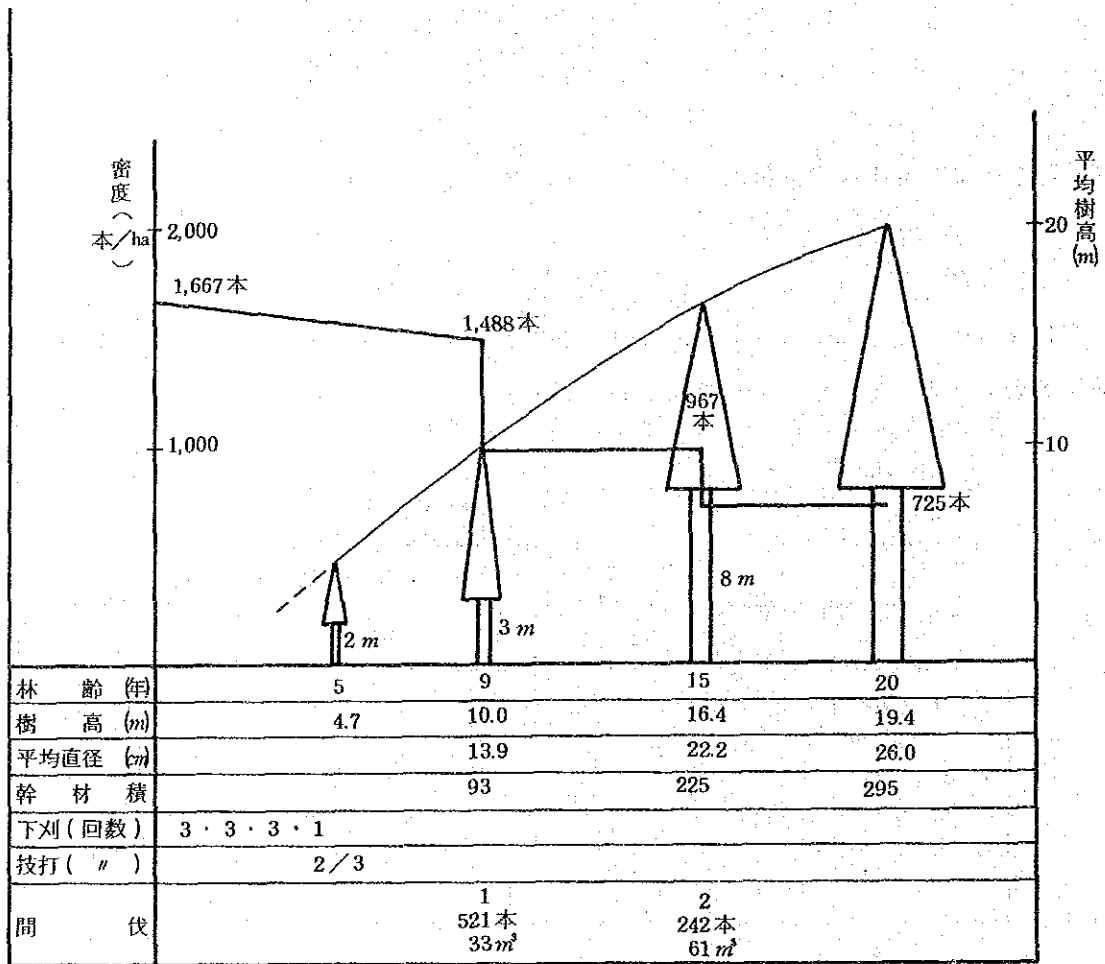 密度(本/ha)
2,000
1,000
平均樹高(m)
20
10
1,667本
1,488本
967
本
725本
2 m
3 m
8 m
林齢(年) 5 9 15 20
樹高(m) 4.7 10.0 16.4 19.4
平均直径(cm) 13.9 22.2 26.0
幹材積 93 225 295
下刈(回数) 3・3・3・1
技打(〃) 2/3
間伐
1 2
521本 242本
33m³ 61m³